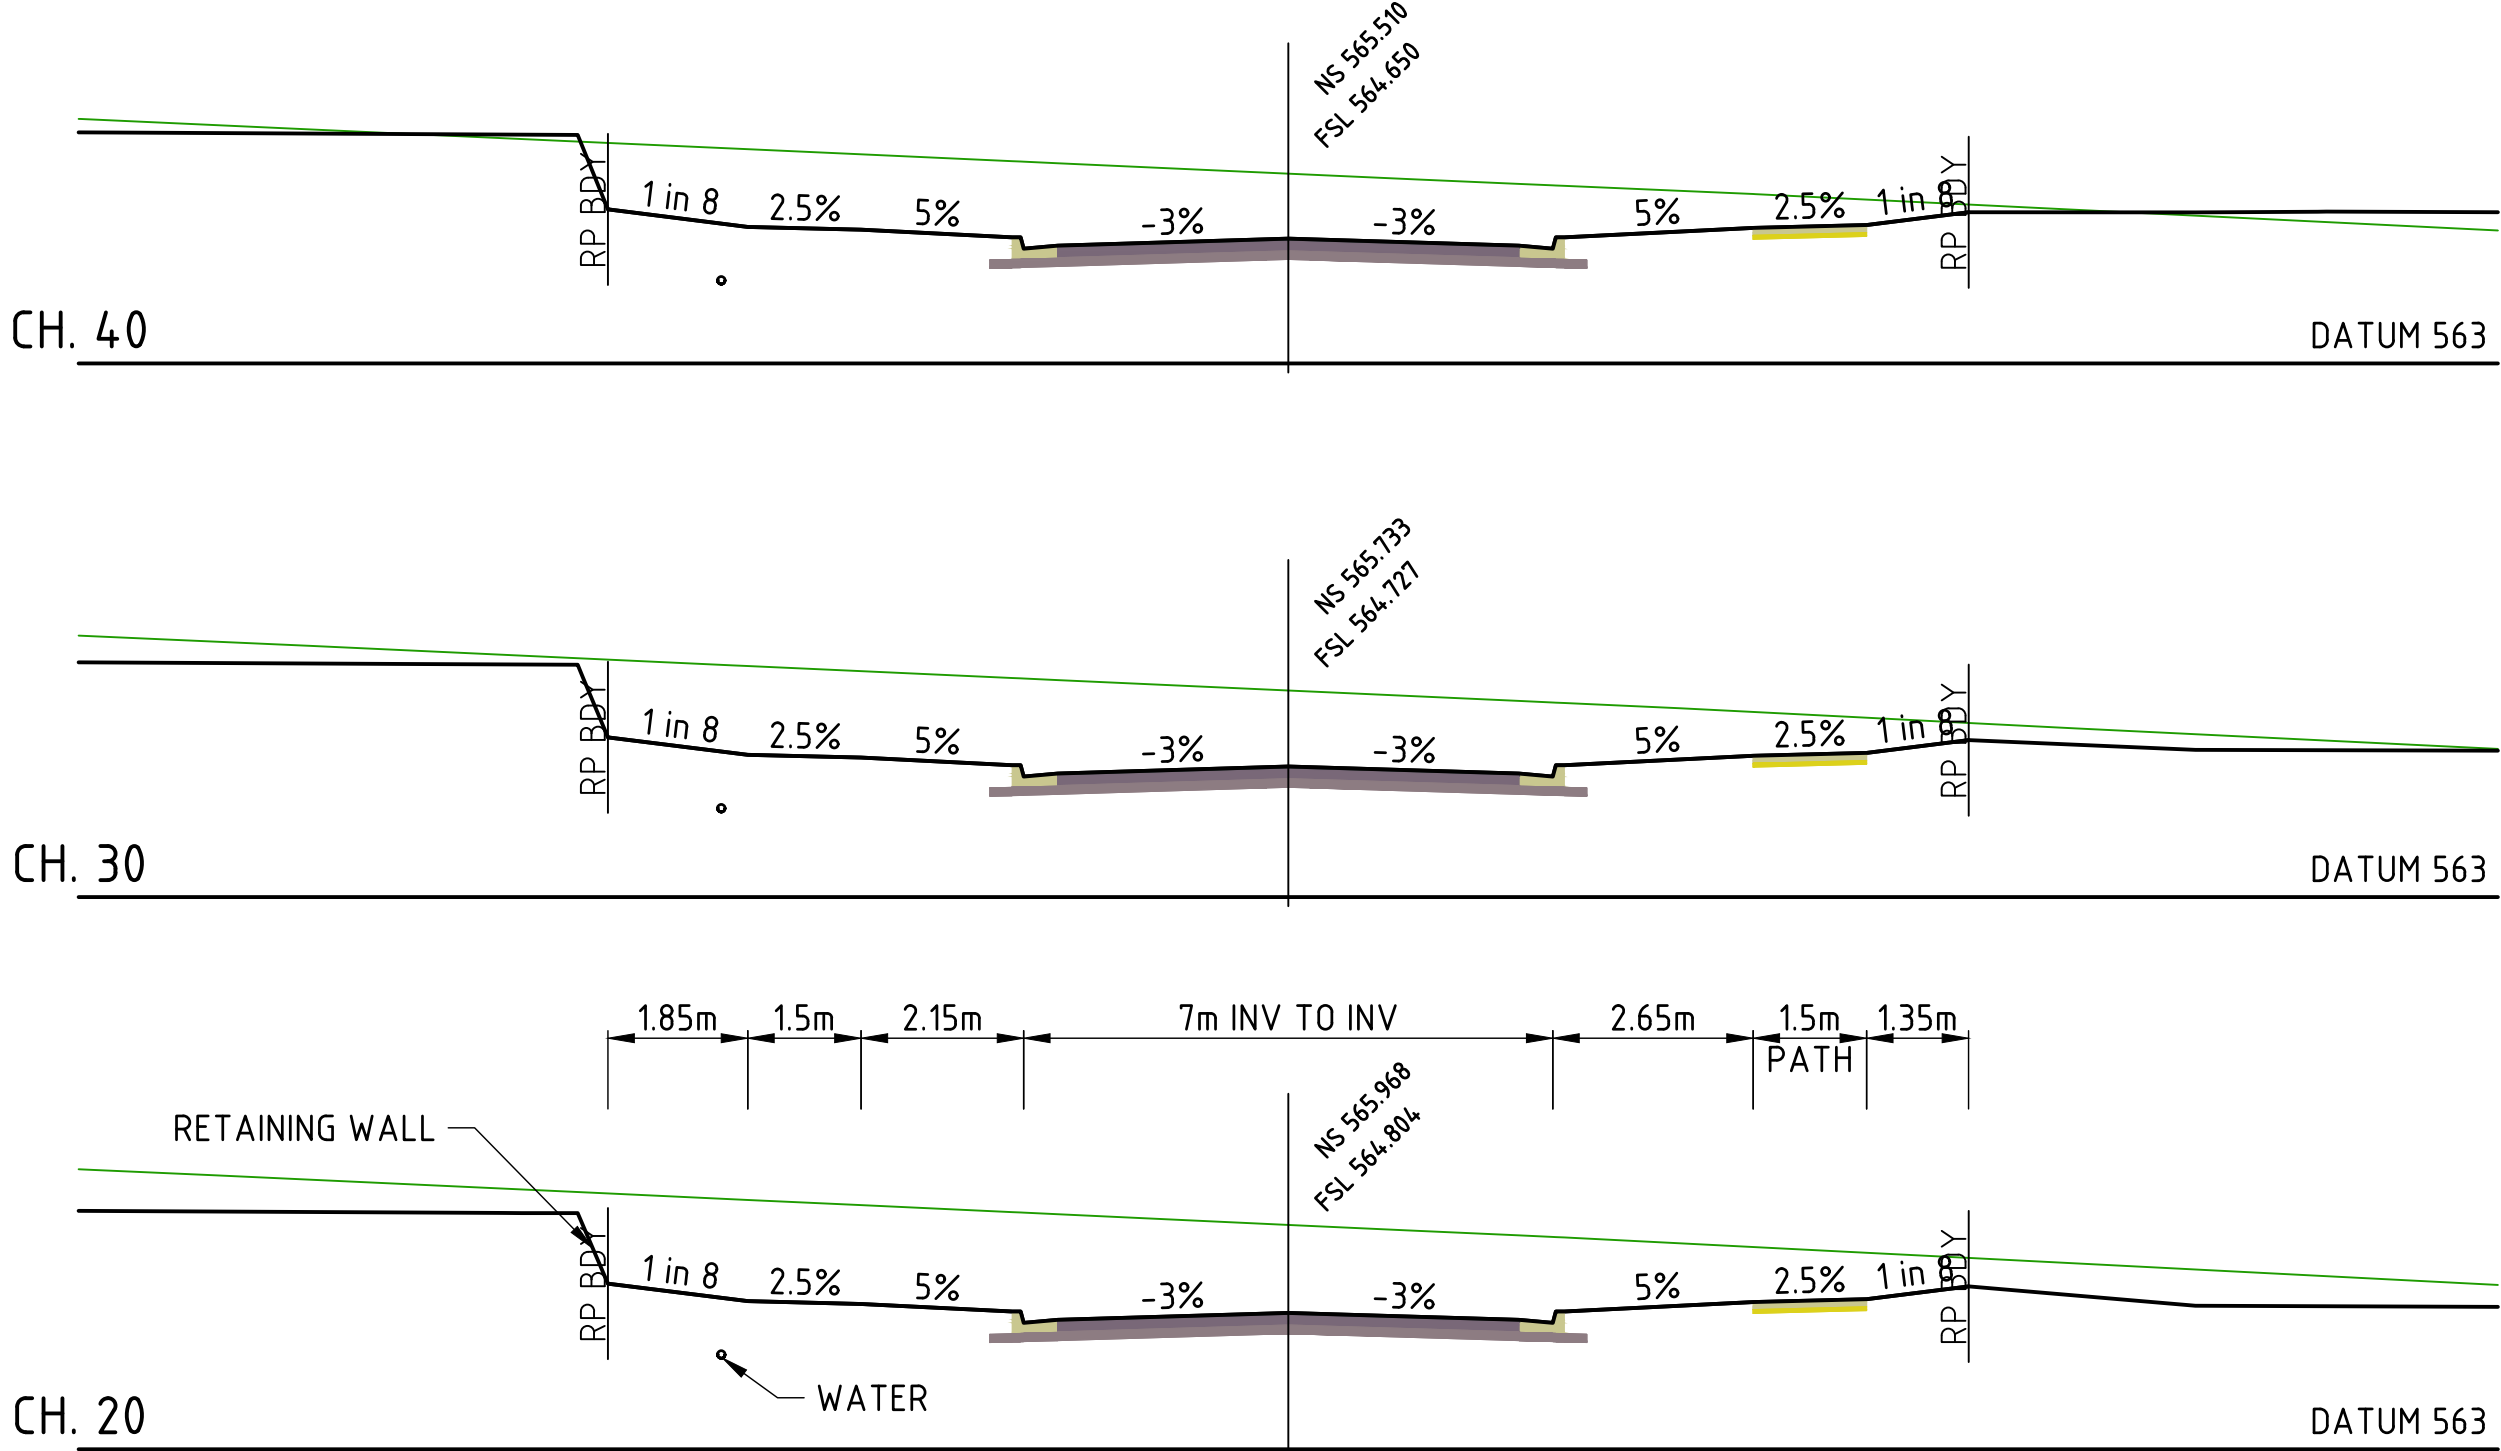 NS 565.510
FSL 564.650
RP BDY
1 in 8
2.5%
5%
-3%
-3%
5%
2.5%
1 in 8
RP BDY
CH. 40
DATUM 563
NS 565.733
FSL 564.727
RP BDY
1 in 8
2.5%
5%
-3%
-3%
5%
2.5%
1 in 8
RP BDY
CH. 30
DATUM 563
1.85m
1.5m
2.15m
7m INV TO INV
2.65m
1.5m
1.35m
PATH
RETAINING WALL
NS 565.968
FSL 564.804
RP BDY
1 in 8
2.5%
5%
-3%
-3%
5%
2.5%
1 in 8
RP BDY
WATER
CH. 20
DATUM 563